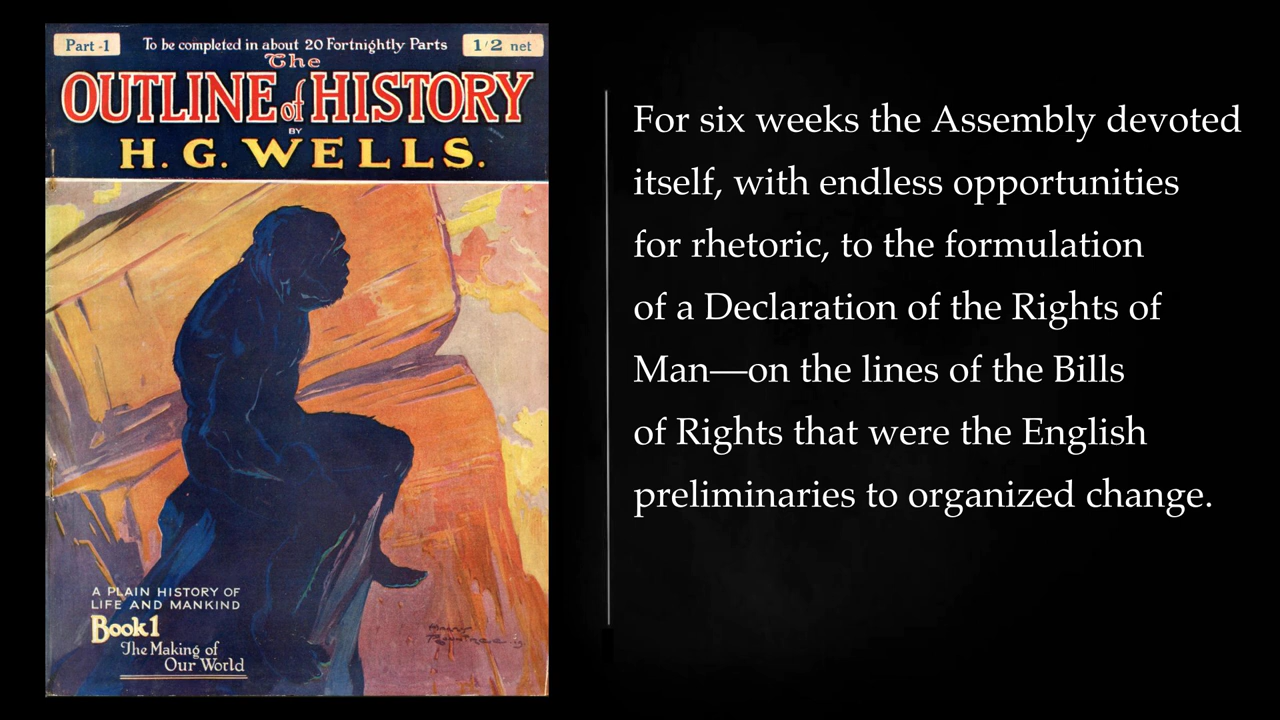 Part -1
To be completed in about 20 Fortnightly Parts
1/2 net
The
OUTLINE of HISTORY
BY
H. G. WELLS.
A PLAIN HISTORY OF
LIFE AND MANKIND
Book 1
The Making of
Our World
For six weeks the Assembly devoted
itself, with endless opportunities
for rhetoric, to the formulation
of a Declaration of the Rights of
Man—on the lines of the Bills
of Rights that were the English
preliminaries to organized change.